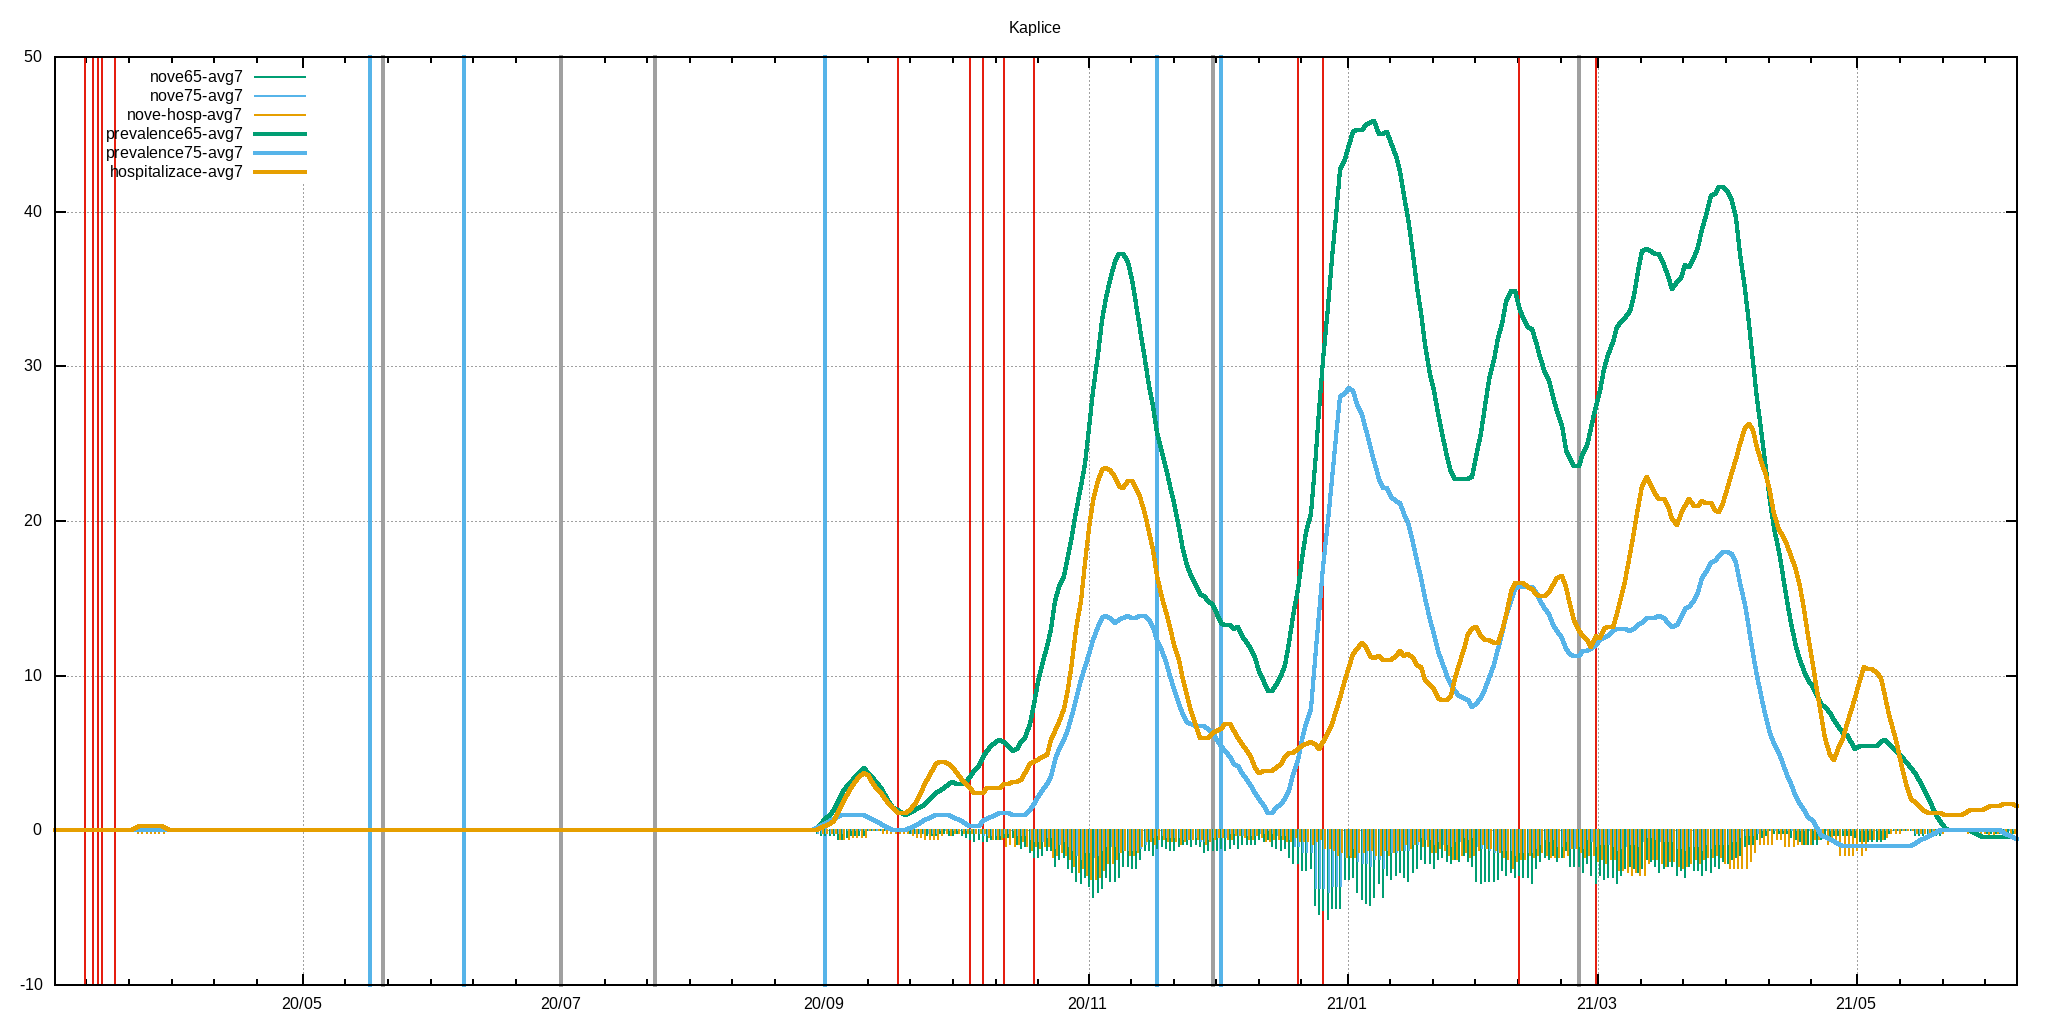 Kaplice
50
nove65-avg7
nove75-avg7
nove-hosp-avg7
prevalence65-avg7
prevalence75-avg7
hospitalizace-avg7
40
30
20
10
0
-10
20/05 20/07 20/09 20/11 21/01 21/03 21/05